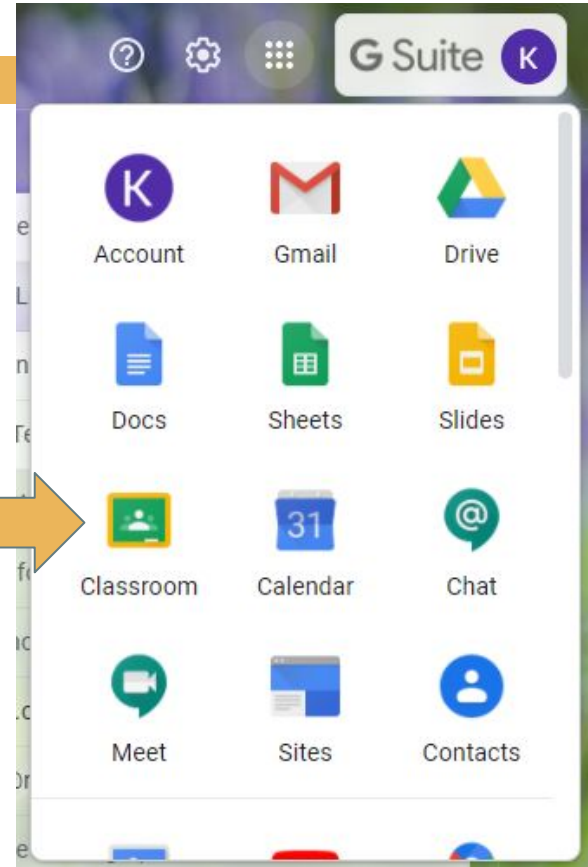 G Suite K
K
Account Gmail Drive
Docs Sheets Slides
31 @
Classroom Calendar Chat
Meet Sites Contacts